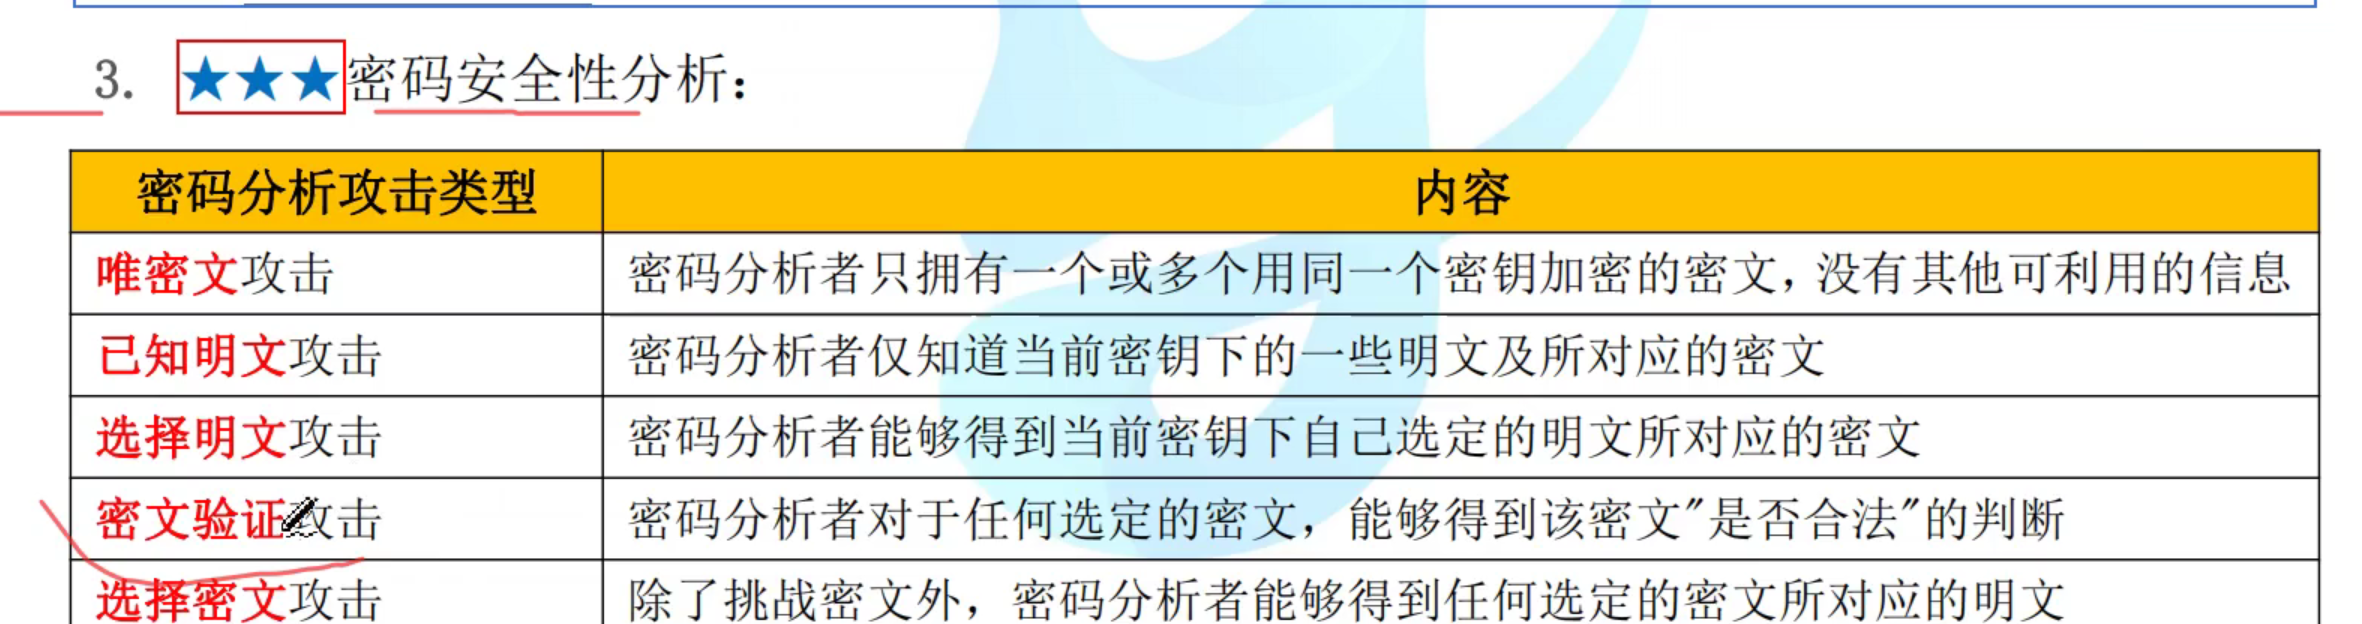 3. ★★★密码安全性分析：
密码分析攻击类型 内容
唯密文攻击 密码分析者只拥有一个或多个用同一个密钥加密的密文，没有其他可利用的信息
已知明文攻击 密码分析者仅知道当前密钥下的一些明文及所对应的密文
选择明文攻击 密码分析者能够得到当前密钥下自己选定的明文所对应的密文
密文验证攻击 密码分析者对于任何选定的密文，能够得到该密文"是否合法"的判断
选择密文攻击 除了挑战密文外，密码分析者能够得到任何选定的密文所对应的明文